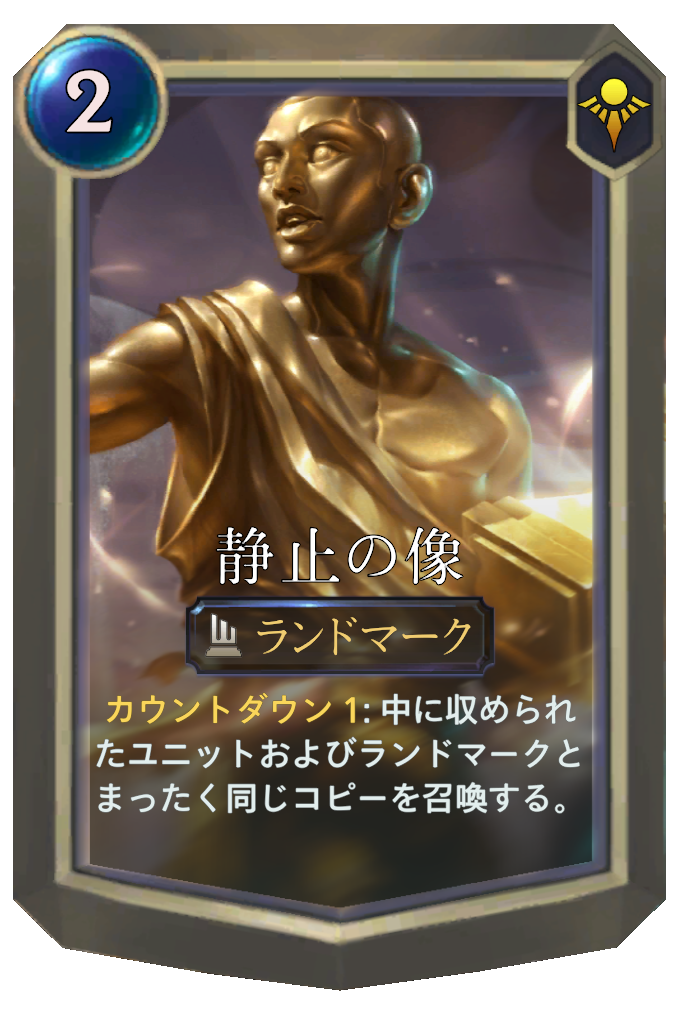 2
静止の像
ランドマーク
カウントダウン 1: 中に収められ
たユニットおよびランドマークと
まったく同じコピーを召喚する。